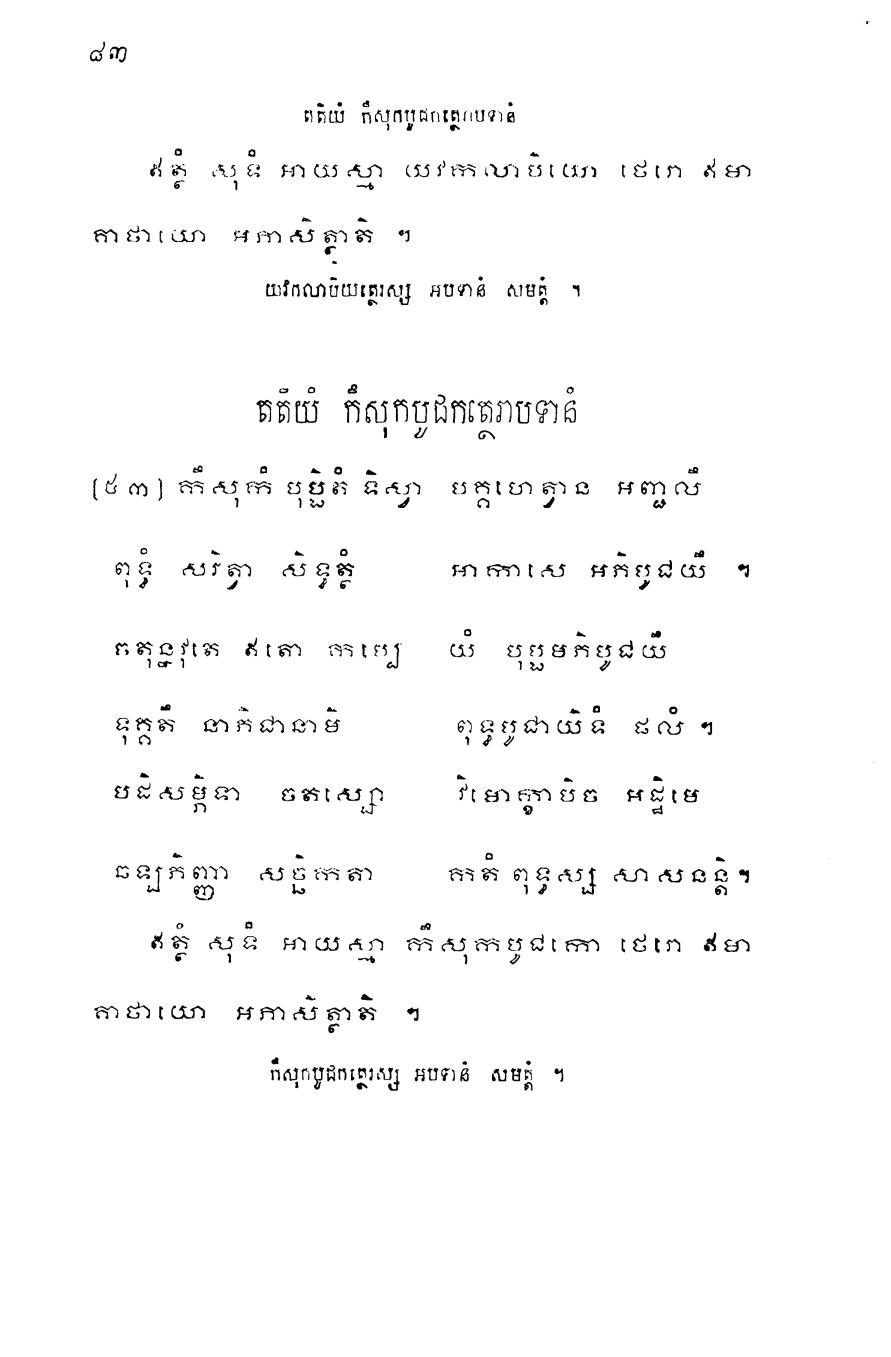 ៨៣
តតិយំ កឹសុកបូជកត្ថេរាបទានំ
ឥត្ថំ សុទំ អាយស្មា យវកលាបិយោ ថេរោ ឥមា
គាថាយោ អភាសិត្ថាតិ ។
យវកលាបិយត្ថេរស្ស អបទានំ សមត្តំ ។
តតិយំ កឹសុកបូជកត្ថេរាបទានំ
[៥៣] កឹសុកំ បុប្ផិតំ ទិស្វា បគ្គហេត្វាន អញ្ជលឹ
ពុទ្ធំ សរិត្វា សិទ្ធត្ថំ អាកាសេ អភិបូជយឹ ។
ចតុន្នវុតេ ឥតោ កប្បេ យំ បុប្ផមភិបូជយឹ
ទុគ្គតឹ នាភិជានាមិ ពុទ្ធបូជាយិទំ ផលំ ។
បដិសម្ភិទា ចតស្សោ វិមោក្ខាបិច អដ្ឋិមេ
ឆឡភិញ្ញា សច្ឆិកតា កតំ ពុទ្ធស្ស សាសនន្តិ។
ឥត្ថំ សុទំ អាយស្មា កឹសុកបូជកោ ថេរោ ឥមា
គាថាយោ អភាសិត្ថាតិ ។
កឹសុកបូជកត្ថេរស្ស អបទានំ សមត្តំ ។